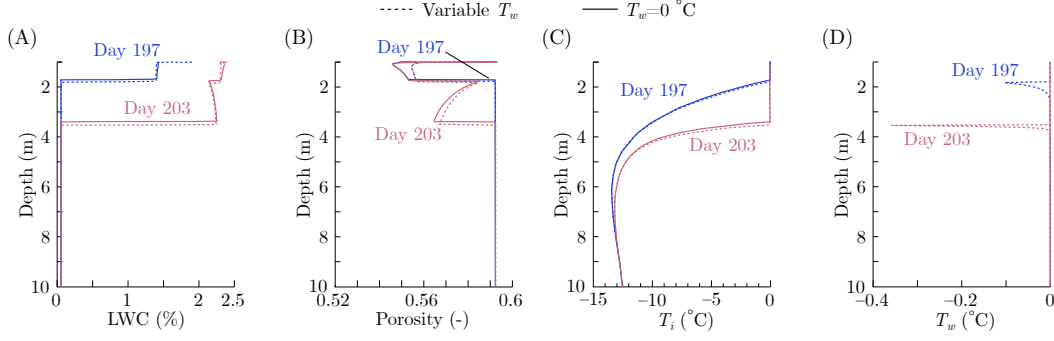 Variable T_w T_w=0 °C
(A) (B) (C) (D)
Day 197
Day 203
Depth (m)
2
4
6
8
10
0 1 2 2.5
LWC (%)
Day 197
Day 203
Depth (m)
2
4
6
8
10
0.52 0.56 0.6
Porosity (-)
Day 197
Day 203
Depth (m)
2
4
6
8
10
−15 −10 −5 0
T_i (°C)
Day 197
Day 203
Depth (m)
2
4
6
8
10
−0.4 −0.2 0
T_w (°C)